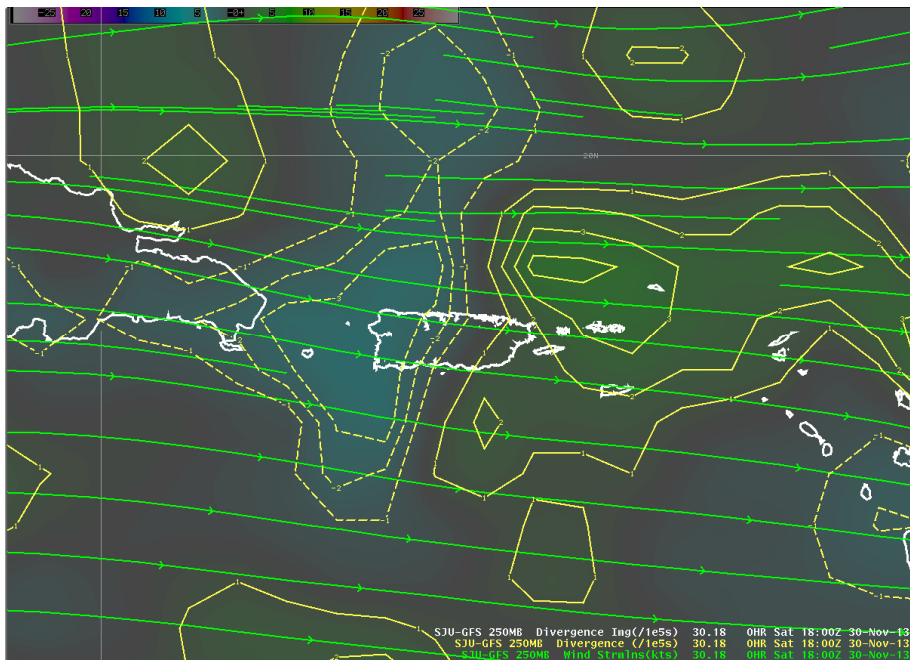 -25 20 15 10 5 -0+ 5 10 15 20 25
20N
SJU-GFS 250MB Divergence Img(/1e5s) 30.18 0HR Sat 18:00Z 30-Nov-13
SJU-GFS 250MB Divergence (/1e5s) 30.18 0HR Sat 18:00Z 30-Nov-13
SJU-GFS 250MB Wind Strmlns(kts) 30.18 0HR Sat 18:00Z 30-Nov-13